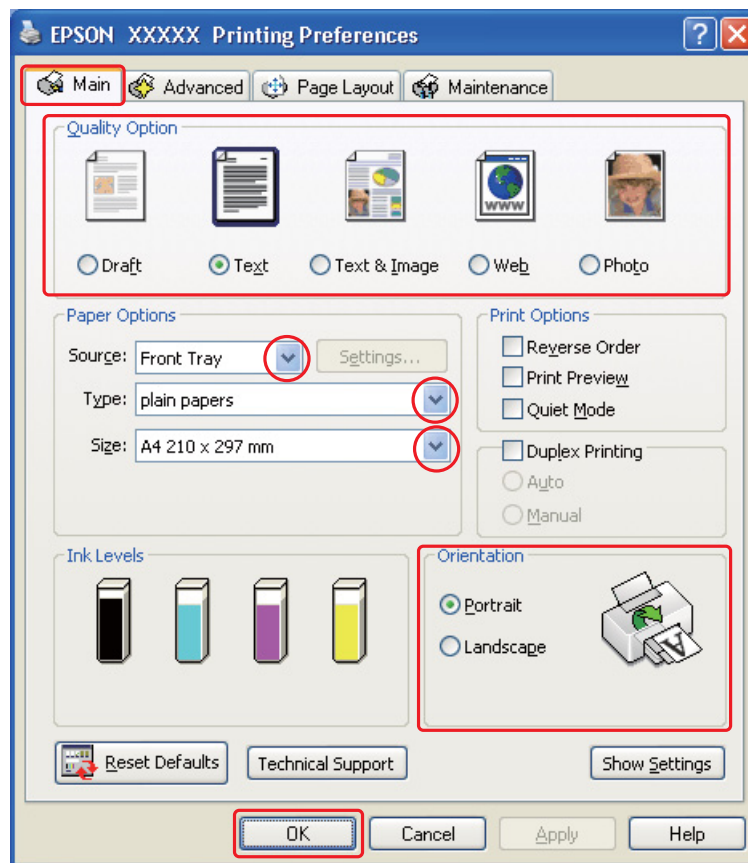 EPSON XXXXX Printing Preferences
Main Advanced Page Layout Maintenance
Quality Option
WWW
Draft Text Text & Image Web Photo
Paper Options
Source: Front Tray Settings...
Type: plain papers
Size: A4 210 x 297 mm
Print Options
Reverse Order
Print Preview
Quiet Mode
Duplex Printing
Auto
Manual
Ink Levels
Orientation
Portrait
Landscape
A
Reset Defaults Technical Support Show Settings
OK Cancel Apply Help